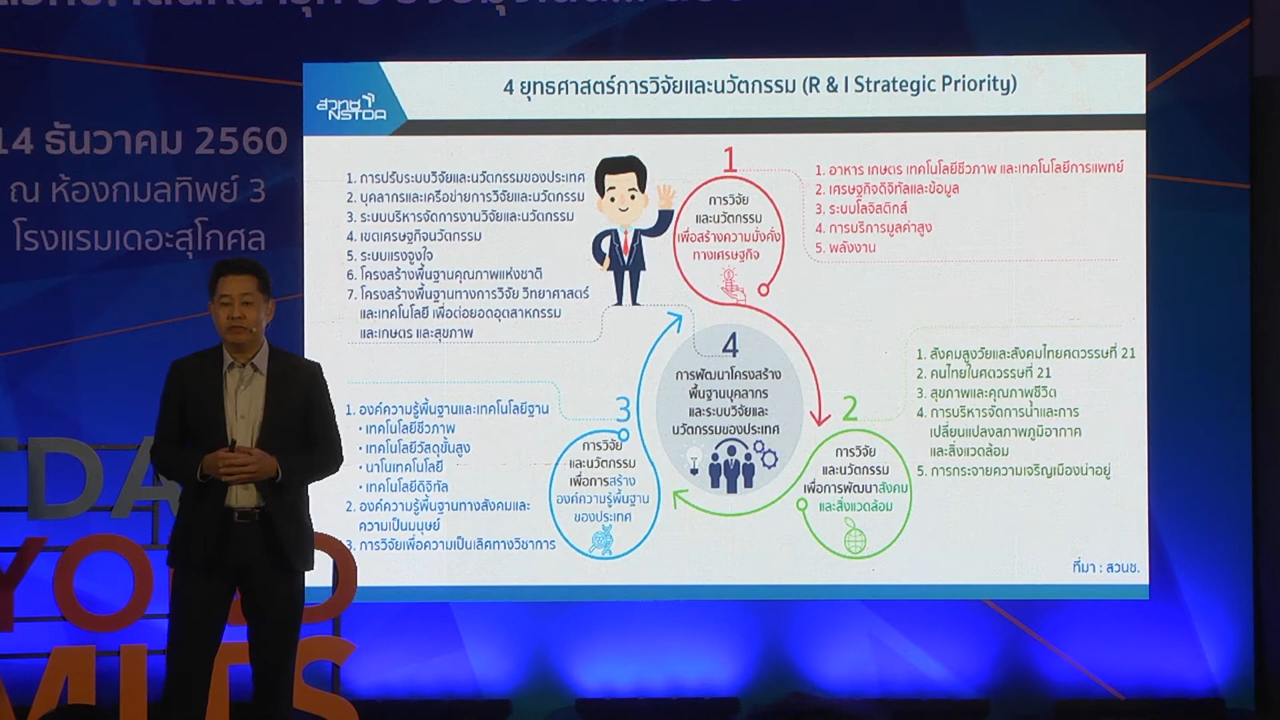 14 ธันวาคม 2560
ณ ห้องกมลทิพย์ 3
โรงแรมเดอะสุโกศล
สวทช
NSTDA
4 ยุทธศาสตร์การวิจัยและนวัตกรรม (R & I Strategic Priority)
1. การปรับระบบวิจัยและนวัตกรรมของประเทศ
2. บุคลากรและเครือข่ายการวิจัยและนวัตกรรม
3. ระบบบริหารจัดการงานวิจัยและนวัตกรรม
4. เขตเศรษฐกิจนวัตกรรม
5. ระบบแรงจูงใจ
6. โครงสร้างพื้นฐานคุณภาพแห่งชาติ
7. โครงสร้างพื้นฐานทางการวิจัย วิทยาศาสตร์
และเทคโนโลยี เพื่อต่อยอดอุตสาหกรรม
และเกษตร และสุขภาพ
1
การวิจัย
และนวัตกรรม
เพื่อสร้างความมั่งคั่ง
ทางเศรษฐกิจ
1. อาหาร เกษตร เทคโนโลยีชีวภาพ และเทคโนโลยีการแพทย์
2. เศรษฐกิจดิจิทัลและข้อมูล
3. ระบบโลจิสติกส์
4. การบริการมูลค่าสูง
5. พลังงาน
4
การพัฒนาโครงสร้าง
พื้นฐานบุคลากร
และระบบวิจัยและ
นวัตกรรมของประเทศ
2
การวิจัย
และนวัตกรรม
เพื่อการพัฒนาสังคม
และสิ่งแวดล้อม
1. สังคมสูงวัยและสังคมไทยศตวรรษที่ 21
2. คนไทยในศตวรรษที่ 21
3. สุขภาพและคุณภาพชีวิต
4. การบริหารจัดการน้ำและการ
เปลี่ยนแปลงสภาพภูมิอากาศ
และสิ่งแวดล้อม
5. การกระจายความเจริญเมืองน่าอยู่
3
การวิจัย
และนวัตกรรม
เพื่อการสร้าง
องค์ความรู้พื้นฐาน
ของประเทศ
1. องค์ความรู้พื้นฐานและเทคโนโลยีฐาน
• เทคโนโลยีชีวภาพ
• เทคโนโลยีวัสดุขั้นสูง
• นาโนเทคโนโลยี
• เทคโนโลยีดิจิทัล
2. องค์ความรู้พื้นฐานทางสังคมและ
ความเป็นมนุษย์
3. การวิจัยเพื่อความเป็นเลิศทางวิชาการ
ที่มา : สวนช.